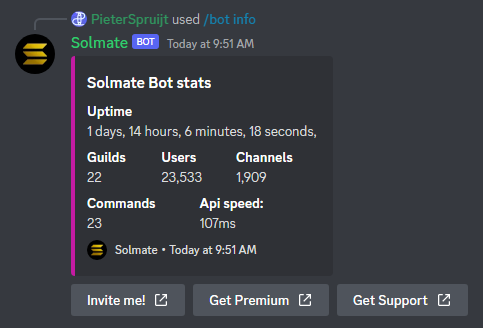 PieterSpruijt used /bot info
Solmate BOT Today at 9:51 AM
Solmate Bot stats
Uptime
1 days, 14 hours, 6 minutes, 18 seconds,
Guilds Users Channels
22 23,533 1,909
Commands Api speed:
23 107ms
Solmate • Today at 9:51 AM
Invite me! Get Premium Get Support